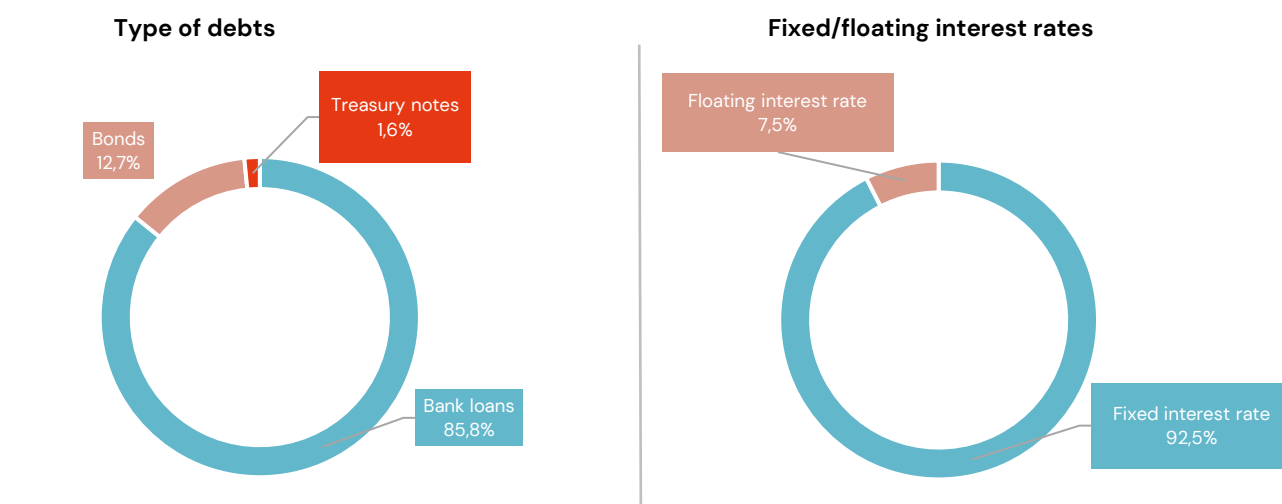 Type of debts
Treasury notes
1,6%
Bonds
12,7%
Bank loans
85,8%
Fixed/floating interest rates
Floating interest rate
7,5%
Fixed interest rate
92,5%